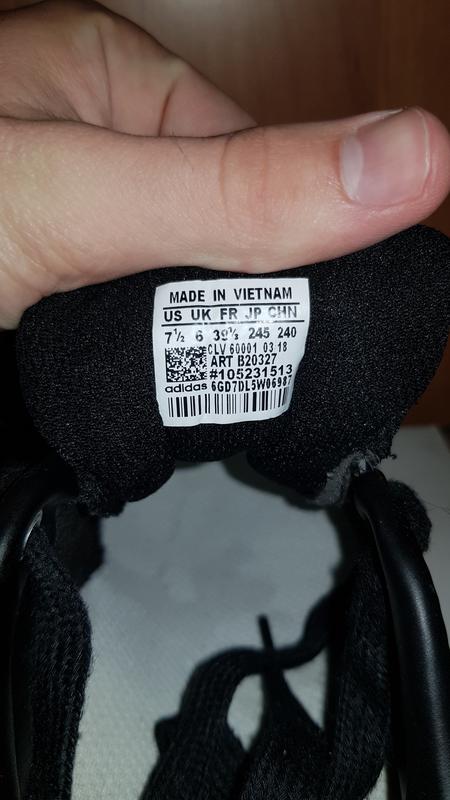 MADE IN VIETNAM
US UK FR JP CHN
7½ 6 39⅓ 245 240
CLV 60001 03 18
ART B20327
#105231513
adidas 6GD7DL5W06987